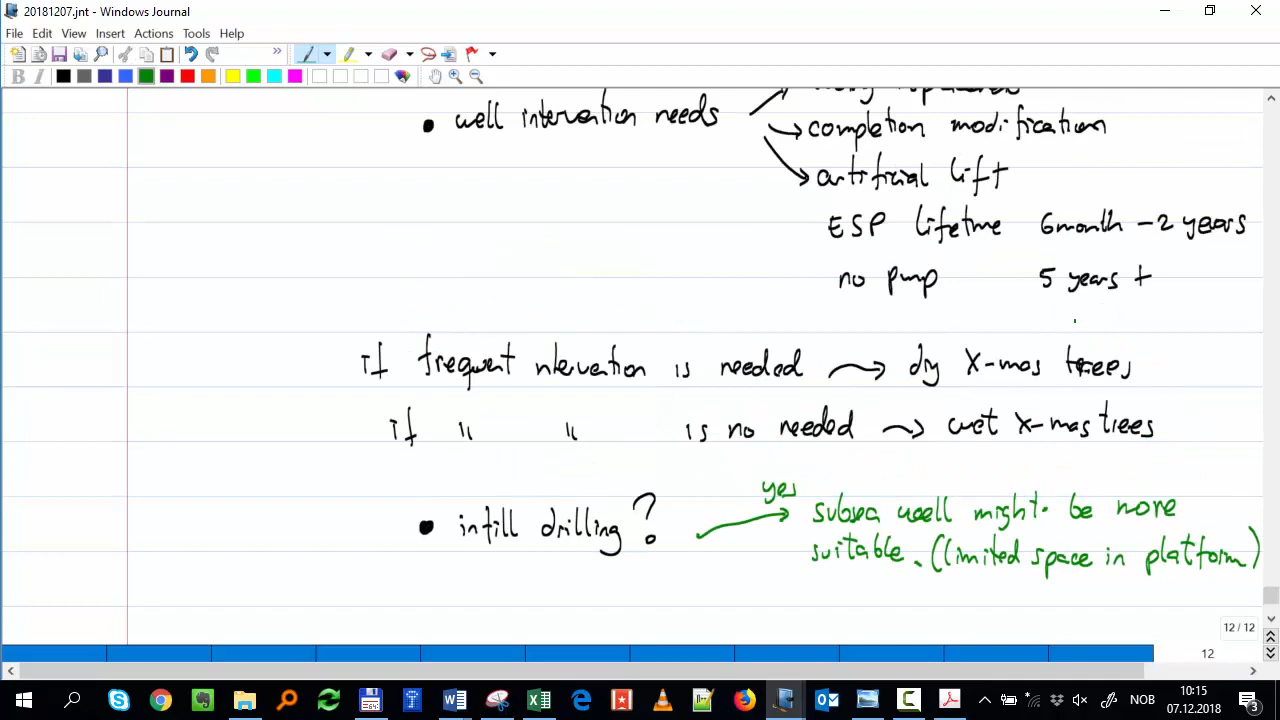 20181207.jnt - Windows Journal
File Edit View Insert Actions Tools Help
B I
• well intervention needs
completion modification
artificial lift
ESP lifetime 6month - 2 years
no pump 5 years +
if frequent intervention is needed → dry X-mas trees
if " " is no needed → wet X-mas trees
• infill drilling? yes → subsea well might be more
suitable. (limited space in platform)
12 / 12
12
NOB
10:15
07.12.2018
3